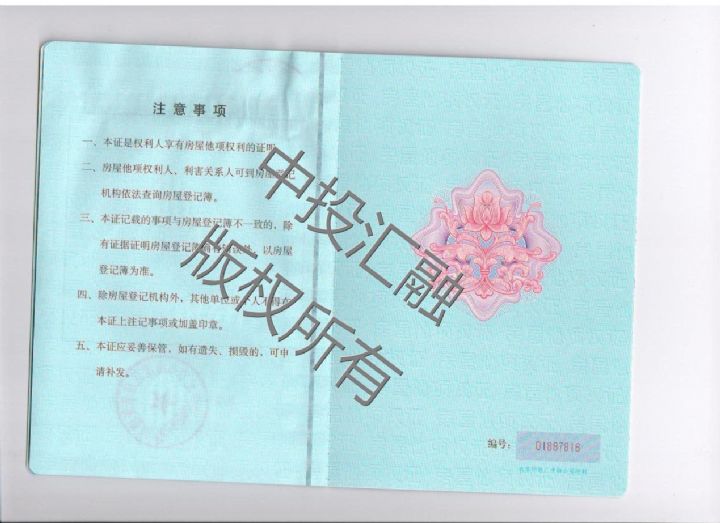 注意事项
一、本证是权利人享有房屋他项权利的证明
二、房屋他项权利人、利害关系人可到房屋登记
机构依法查询房屋登记簿。
三、本证记载的事项与房屋登记簿不一致的，除
有证据证明房屋登记簿确有错误外，以房屋
登记簿为准。
四、除房屋登记机构外，其他单位或个人不得在
本证上注记事项或加盖印章。
五、本证应妥善保管，如有遗失、损毁的，可申
请补发。
中投汇融
版权所有
编号：
01887816